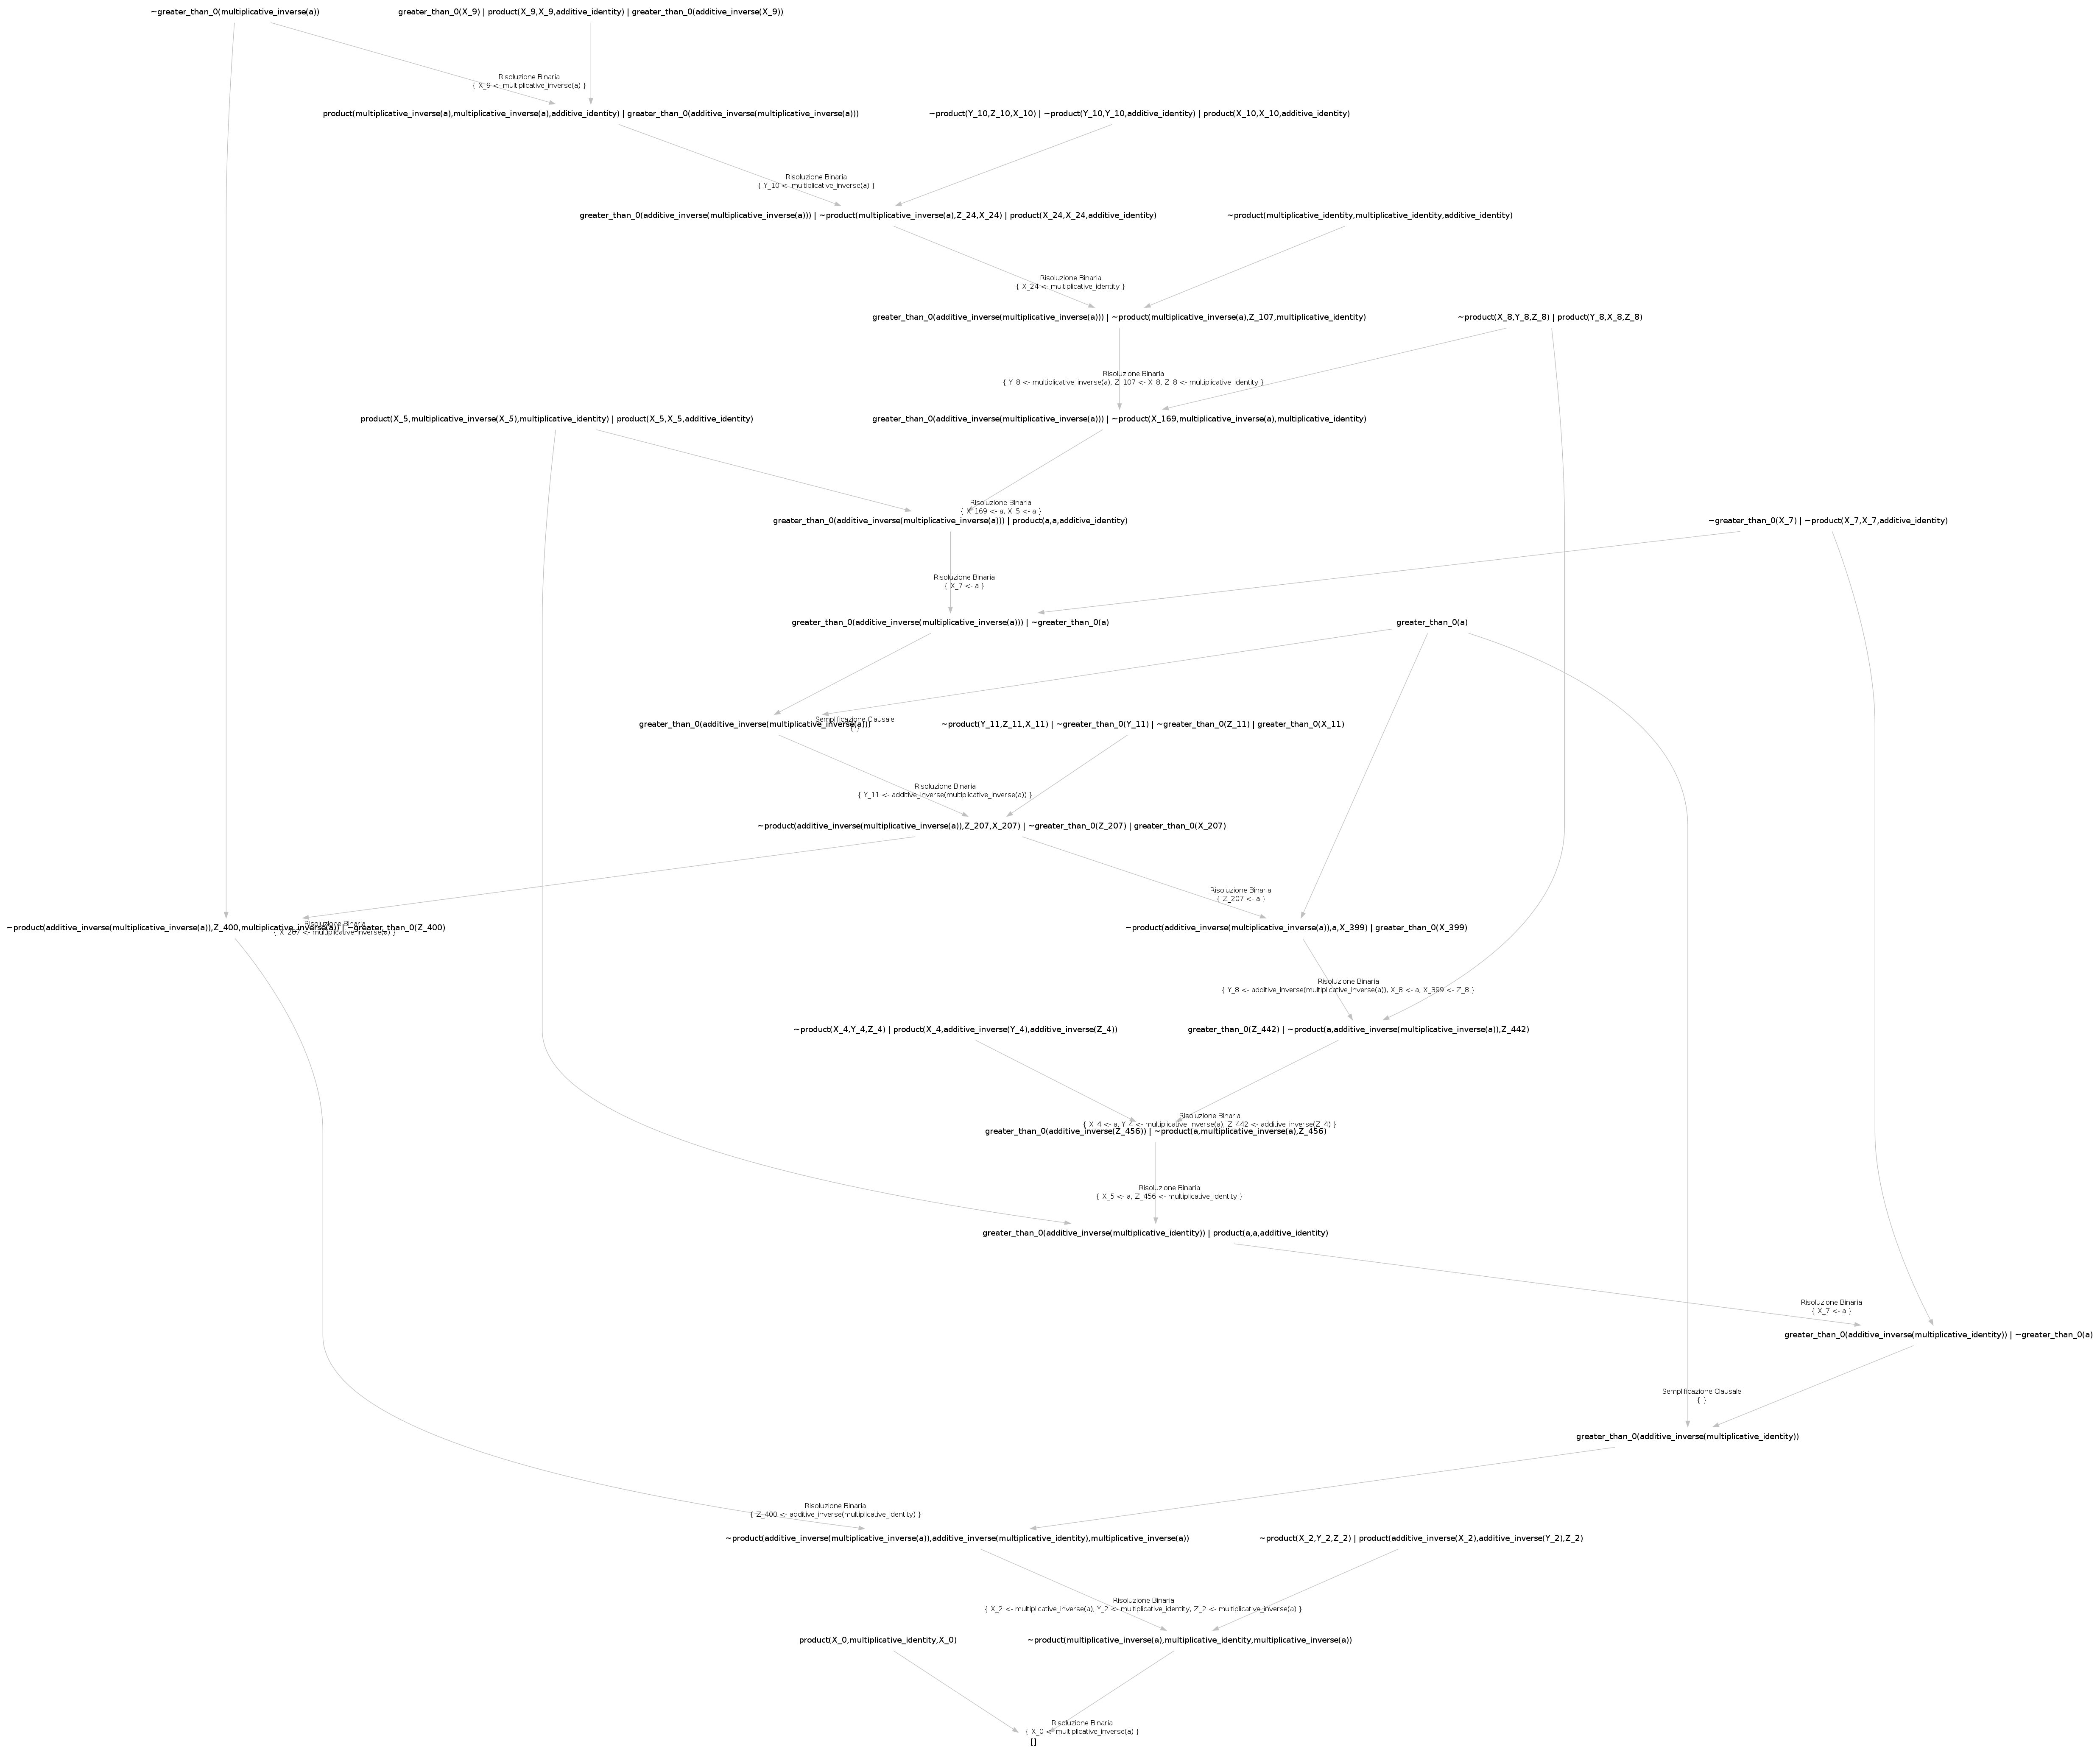 ~greater_than_0(multiplicative_inverse(a))
greater_than_0(X_9) | product(X_9,X_9,additive_identity) | greater_than_0(additive_inverse(X_9))
Risoluzione Binaria
{ X_9 <- multiplicative_inverse(a) }
product(multiplicative_inverse(a),multiplicative_inverse(a),additive_identity) | greater_than_0(additive_inverse(multiplicative_inverse(a)))
~product(Y_10,Z_10,X_10) | ~product(Y_10,Y_10,additive_identity) | product(X_10,X_10,additive_identity)
Risoluzione Binaria
{ Y_10 <- multiplicative_inverse(a) }
greater_than_0(additive_inverse(multiplicative_inverse(a))) | ~product(multiplicative_inverse(a),Z_24,X_24) | product(X_24,X_24,additive_identity)
~product(multiplicative_identity,multiplicative_identity,additive_identity)
Risoluzione Binaria
{ X_24 <- multiplicative_identity }
greater_than_0(additive_inverse(multiplicative_inverse(a))) | ~product(multiplicative_inverse(a),Z_107,multiplicative_identity)
~product(X_8,Y_8,Z_8) | product(Y_8,X_8,Z_8)
Risoluzione Binaria
{ Y_8 <- multiplicative_inverse(a), Z_107 <- X_8, Z_8 <- multiplicative_identity }
product(X_5,multiplicative_inverse(X_5),multiplicative_identity) | product(X_5,X_5,additive_identity)
greater_than_0(additive_inverse(multiplicative_inverse(a))) | ~product(X_169,multiplicative_inverse(a),multiplicative_identity)
Risoluzione Binaria
{ X_169 <- a, X_5 <- a }
greater_than_0(additive_inverse(multiplicative_inverse(a))) | product(a,a,additive_identity)
~greater_than_0(X_7) | ~product(X_7,X_7,additive_identity)
Risoluzione Binaria
{ X_7 <- a }
greater_than_0(additive_inverse(multiplicative_inverse(a))) | ~greater_than_0(a)
greater_than_0(a)
Semplificazione Clausale
{ }
greater_than_0(additive_inverse(multiplicative_inverse(a)))
~product(Y_11,Z_11,X_11) | ~greater_than_0(Y_11) | ~greater_than_0(Z_11) | greater_than_0(X_11)
Risoluzione Binaria
{ Y_11 <- additive_inverse(multiplicative_inverse(a)) }
~product(additive_inverse(multiplicative_inverse(a)),Z_207,X_207) | ~greater_than_0(Z_207) | greater_than_0(X_207)
Risoluzione Binaria
{ Z_207 <- a }
Risoluzione Binaria
{ X_207 <- multiplicative_inverse(a) }
~product(additive_inverse(multiplicative_inverse(a)),Z_400,multiplicative_inverse(a)) | ~greater_than_0(Z_400)
~product(additive_inverse(multiplicative_inverse(a)),a,X_399) | greater_than_0(X_399)
Risoluzione Binaria
{ Y_8 <- additive_inverse(multiplicative_inverse(a)), X_8 <- a, X_399 <- Z_8 }
~product(X_4,Y_4,Z_4) | product(X_4,additive_inverse(Y_4),additive_inverse(Z_4))
greater_than_0(Z_442) | ~product(a,additive_inverse(multiplicative_inverse(a)),Z_442)
Risoluzione Binaria
{ X_4 <- a, Y_4 <- multiplicative_inverse(a), Z_442 <- additive_inverse(Z_4) }
greater_than_0(additive_inverse(Z_456)) | ~product(a,multiplicative_inverse(a),Z_456)
Risoluzione Binaria
{ X_5 <- a, Z_456 <- multiplicative_identity }
greater_than_0(additive_inverse(multiplicative_identity)) | product(a,a,additive_identity)
Risoluzione Binaria
{ X_7 <- a }
greater_than_0(additive_inverse(multiplicative_identity)) | ~greater_than_0(a)
Semplificazione Clausale
{ }
greater_than_0(additive_inverse(multiplicative_identity))
Risoluzione Binaria
{ Z_400 <- additive_inverse(multiplicative_identity) }
~product(additive_inverse(multiplicative_inverse(a)),additive_inverse(multiplicative_identity),multiplicative_inverse(a))
~product(X_2,Y_2,Z_2) | product(additive_inverse(X_2),additive_inverse(Y_2),Z_2)
Risoluzione Binaria
{ X_2 <- multiplicative_inverse(a), Y_2 <- multiplicative_identity, Z_2 <- multiplicative_inverse(a) }
product(X_0,multiplicative_identity,X_0)
~product(multiplicative_inverse(a),multiplicative_identity,multiplicative_inverse(a))
Risoluzione Binaria
{ X_0 <- multiplicative_inverse(a) }
[]